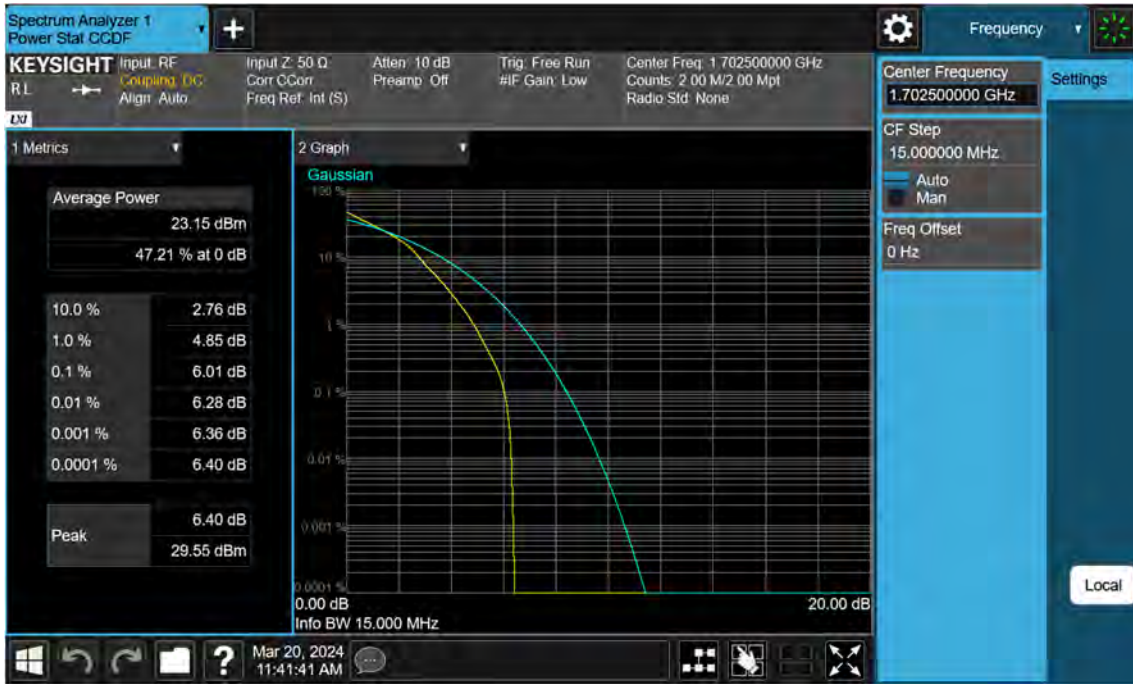 Spectrum Analyzer 1
Power Stat CCDF
+
Frequency
KEYSIGHT
Input: RF
Coupling: DC
Align: Auto
Input Z: 50 Ω
Corr CCorr
Freq Ref: Int (S)
Atten: 10 dB
Preamp: Off
Trig: Free Run
#IF Gain: Low
Center Freq: 1.702500000 GHz
Counts: 2.00 M/2.00 Mpt
Radio Std: None
RL
LXI
Center Frequency
1.702500000 GHz
Settings
CF Step
15.000000 MHz
Auto
Man
Freq Offset
0 Hz
1 Metrics
Average Power
23.15 dBm
47.21 % at 0 dB
10.0 % 2.76 dB
1.0 % 4.85 dB
0.1 % 6.01 dB
0.01 % 6.28 dB
0.001 % 6.36 dB
0.0001 % 6.40 dB
Peak
6.40 dB
29.55 dBm
2 Graph
Gaussian
100 %
10 %
1 %
0.1 %
0.01 %
0.001 %
0.0001 %
0.00 dB 20.00 dB
Info BW 15.000 MHz
Local
?
Mar 20, 2024
11:41:41 AM